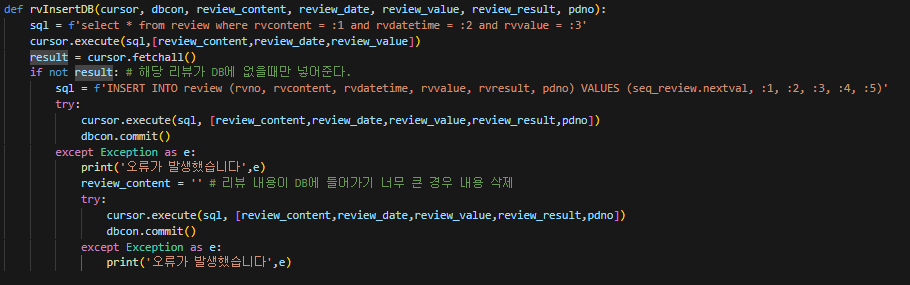 def rvInsertDB(cursor, dbcon, review_content, review_date, review_value, review_result, pdno):
    sql = f'select * from review where rvcontent = :1 and rvdatetime = :2 and rvvalue = :3'
    cursor.execute(sql,[review_content,review_date,review_value])
    result = cursor.fetchall()
    if not result: # 해당 리뷰가 DB에 없을때만 넣어준다.
        sql = f'INSERT INTO review (rvno, rvcontent, rvdatetime, rvvalue, rvresult, pdno) VALUES (seq_review.nextval, :1, :2, :3, :4, :5)'
        try:
            cursor.execute(sql, [review_content,review_date,review_value,review_result,pdno])
            dbcon.commit()
        except Exception as e:
            print('오류가 발생했습니다',e)
            review_content = '' # 리뷰 내용이 DB에 들어가기 너무 큰 경우 내용 삭제
            try:
                cursor.execute(sql, [review_content,review_date,review_value,review_result,pdno])
                dbcon.commit()
            except Exception as e:
                print('오류가 발생했습니다',e)